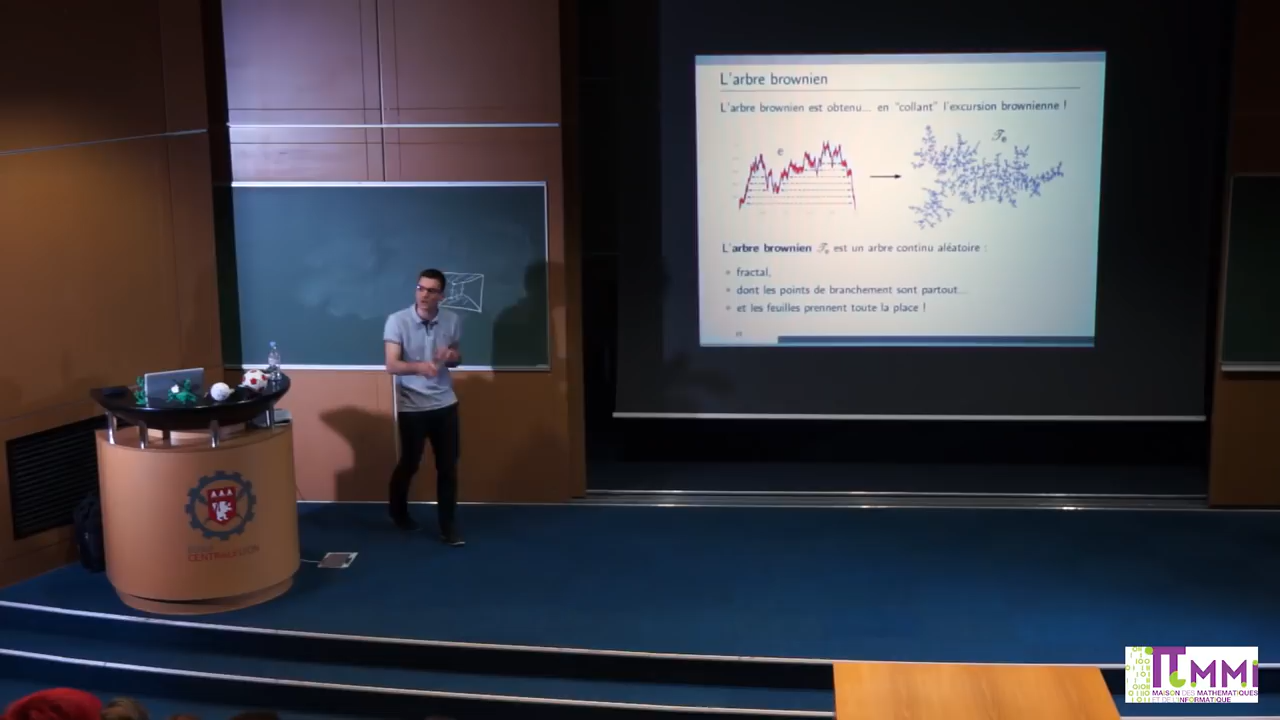 L'arbre brownien
L'arbre brownien est obtenu... en "collant" l'excursion brownienne !
e
𝒯e
L'arbre brownien 𝒯e est un arbre continu aléatoire :
fractal,
dont les points de branchement sont partout...
et les feuilles prennent toute la place !
CENTRALELYON
MMI
MAISON DES MATHÉMATIQUES
ET DE L'INFORMATIQUE